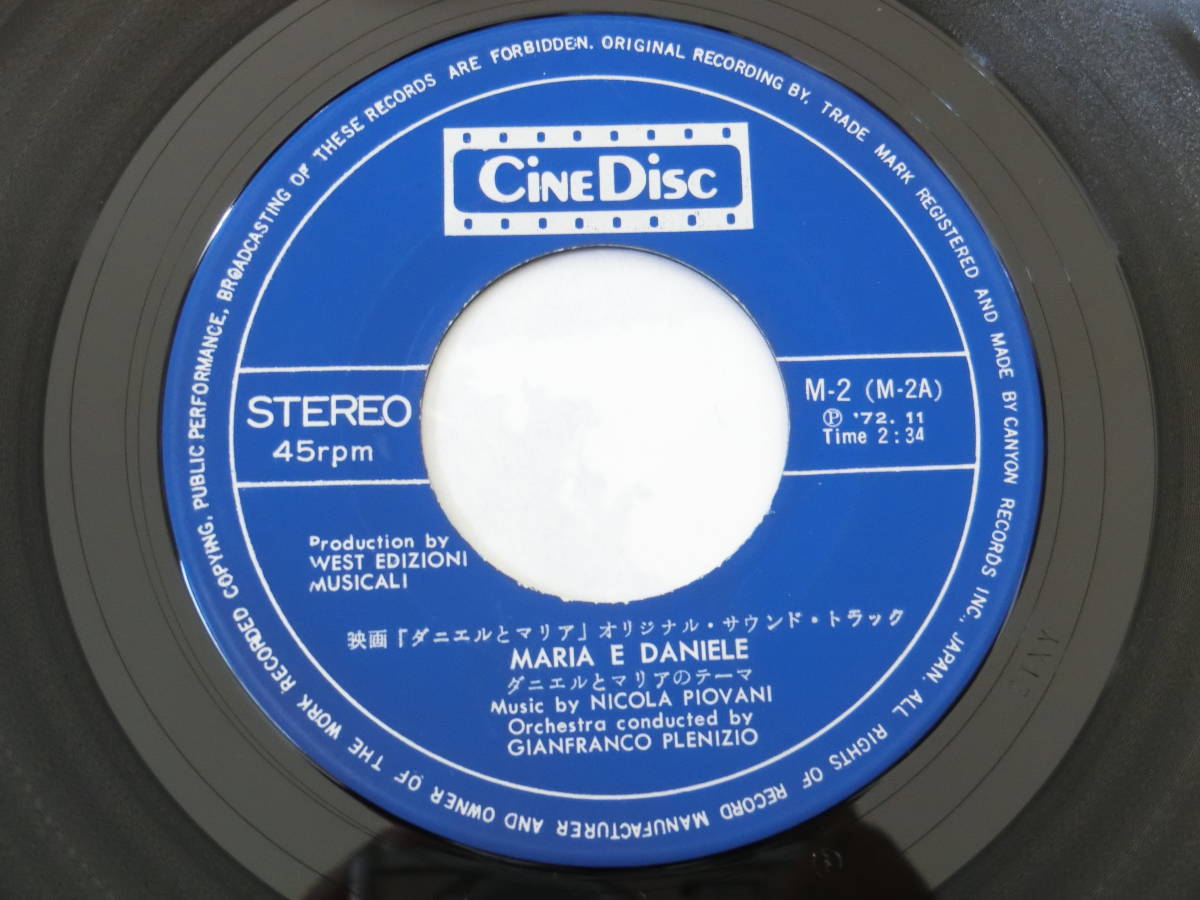 CINEDISC
STEREO
45rpm
M-2 (M-2A)
Ⓟ '72.11
Time 2:34
Production by
WEST EDIZIONI
MUSICALI
映画『ダニエルとマリア』オリジナル・サウンド・トラック
MARIA E DANIELE
ダニエルとマリアのテーマ
Music by NICOLA PIOVANI
Orchestra conducted by
GIANFRANCO PLENIZIO
ORIGINAL RECORDING BY, TRADE MARK REGISTERED AND MADE BY CANYON RECORDS INC., JAPAN. ALL RIGHTS OF RECORD MANUFACTURER AND OWNER OF THE WORK RECORDED COPYING, PUBLIC PERFORMANCE, BROADCASTING OF THESE RECORDS ARE FORBIDDEN.